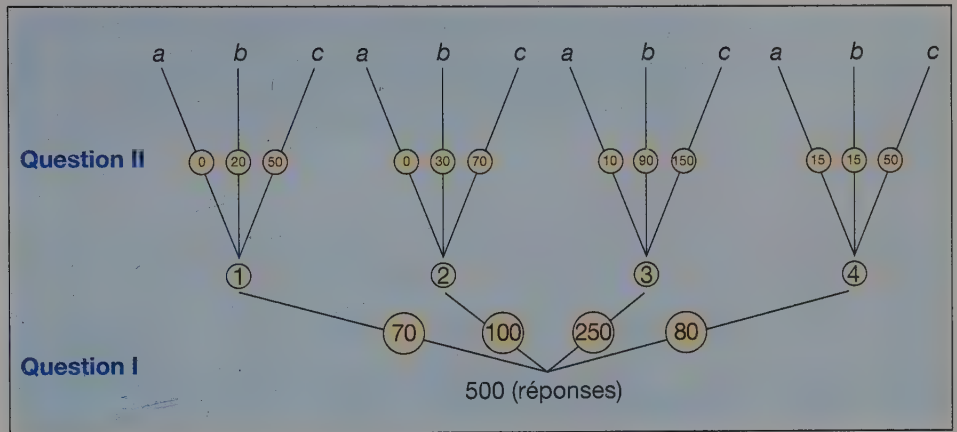 a b c a b c a b c a b c
Question II 0 20 50 0 30 70 10 90 150 15 15 50
1 2 3 4
70 100 250 80
Question I
500 (réponses)